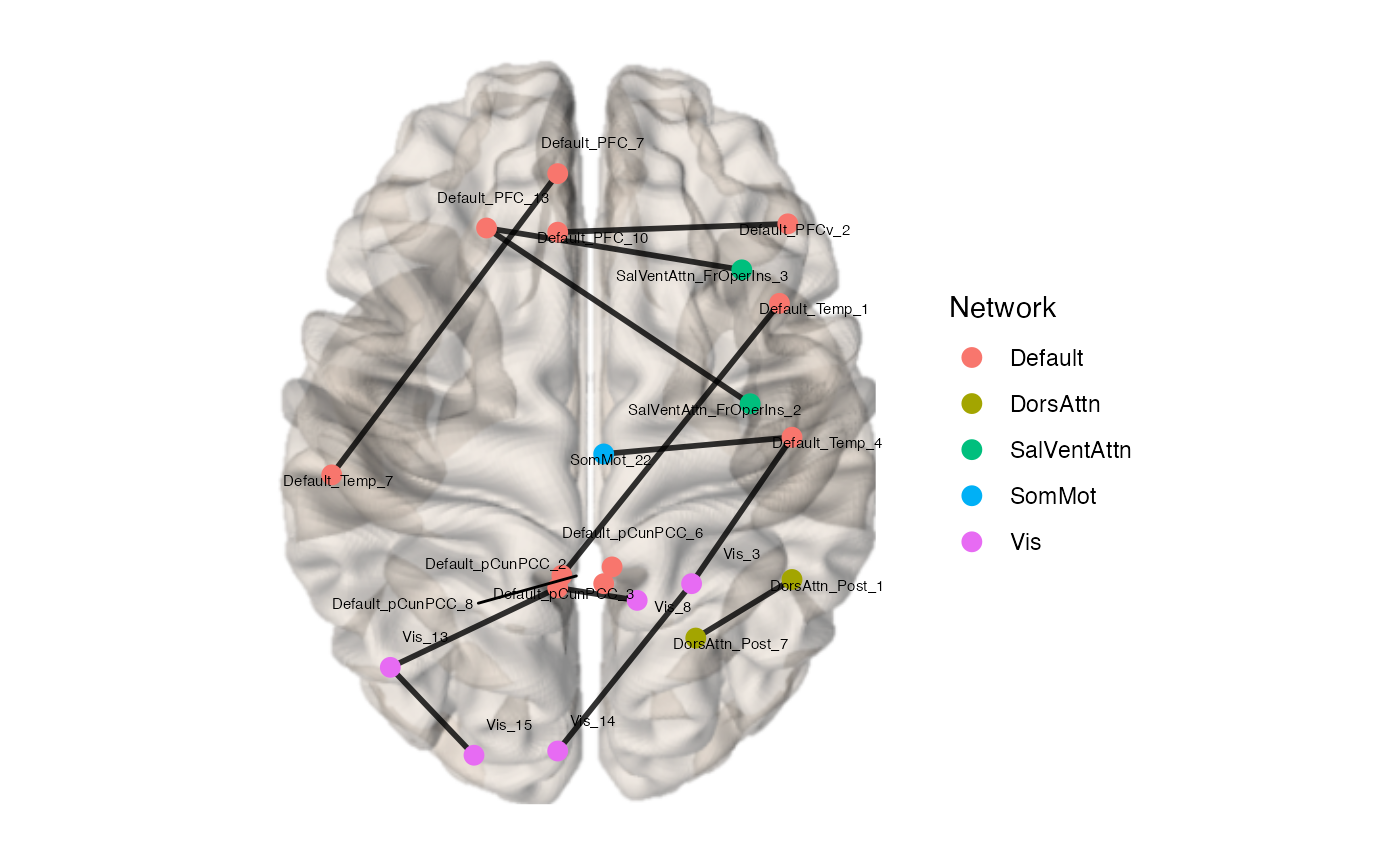 Default_PFC_7
Default_PFC_13
Default_PFC_10
Default_PFCv_2
SalVentAttn_FrOperIns_3
Default_Temp_1
SalVentAttn_FrOperIns_2
Default_Temp_4
SomMot_22
Default_Temp_7
Default_pCunPCC_6
Vis_3
Default_pCunPCC_2
DorsAttn_Post_1
Default_pCunPCC_3
Default_pCunPCC_8
Vis_8
Vis_13
DorsAttn_Post_7
Vis_15
Vis_14
Network
Default
DorsAttn
SalVentAttn
SomMot
Vis